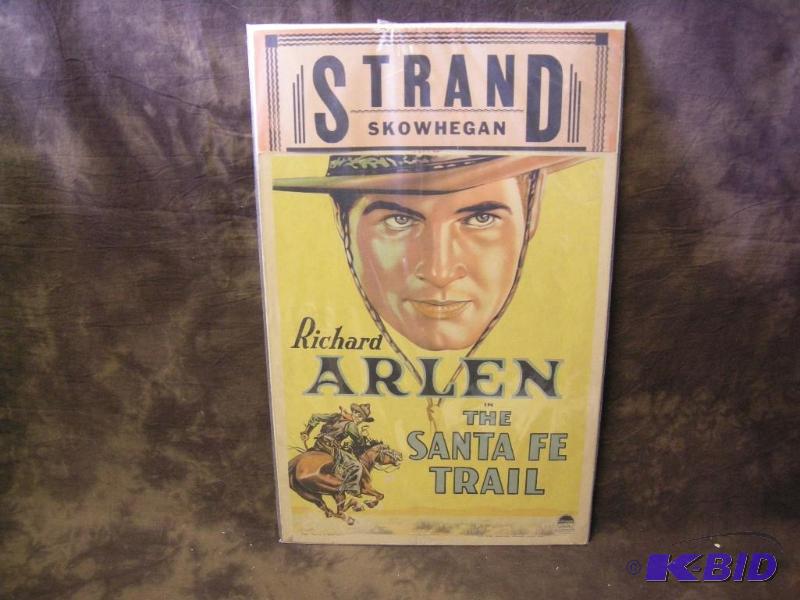 STRAND
SKOWHEGAN
Richard
ARLEN
IN
THE
SANTA FE
TRAIL
© K-BID